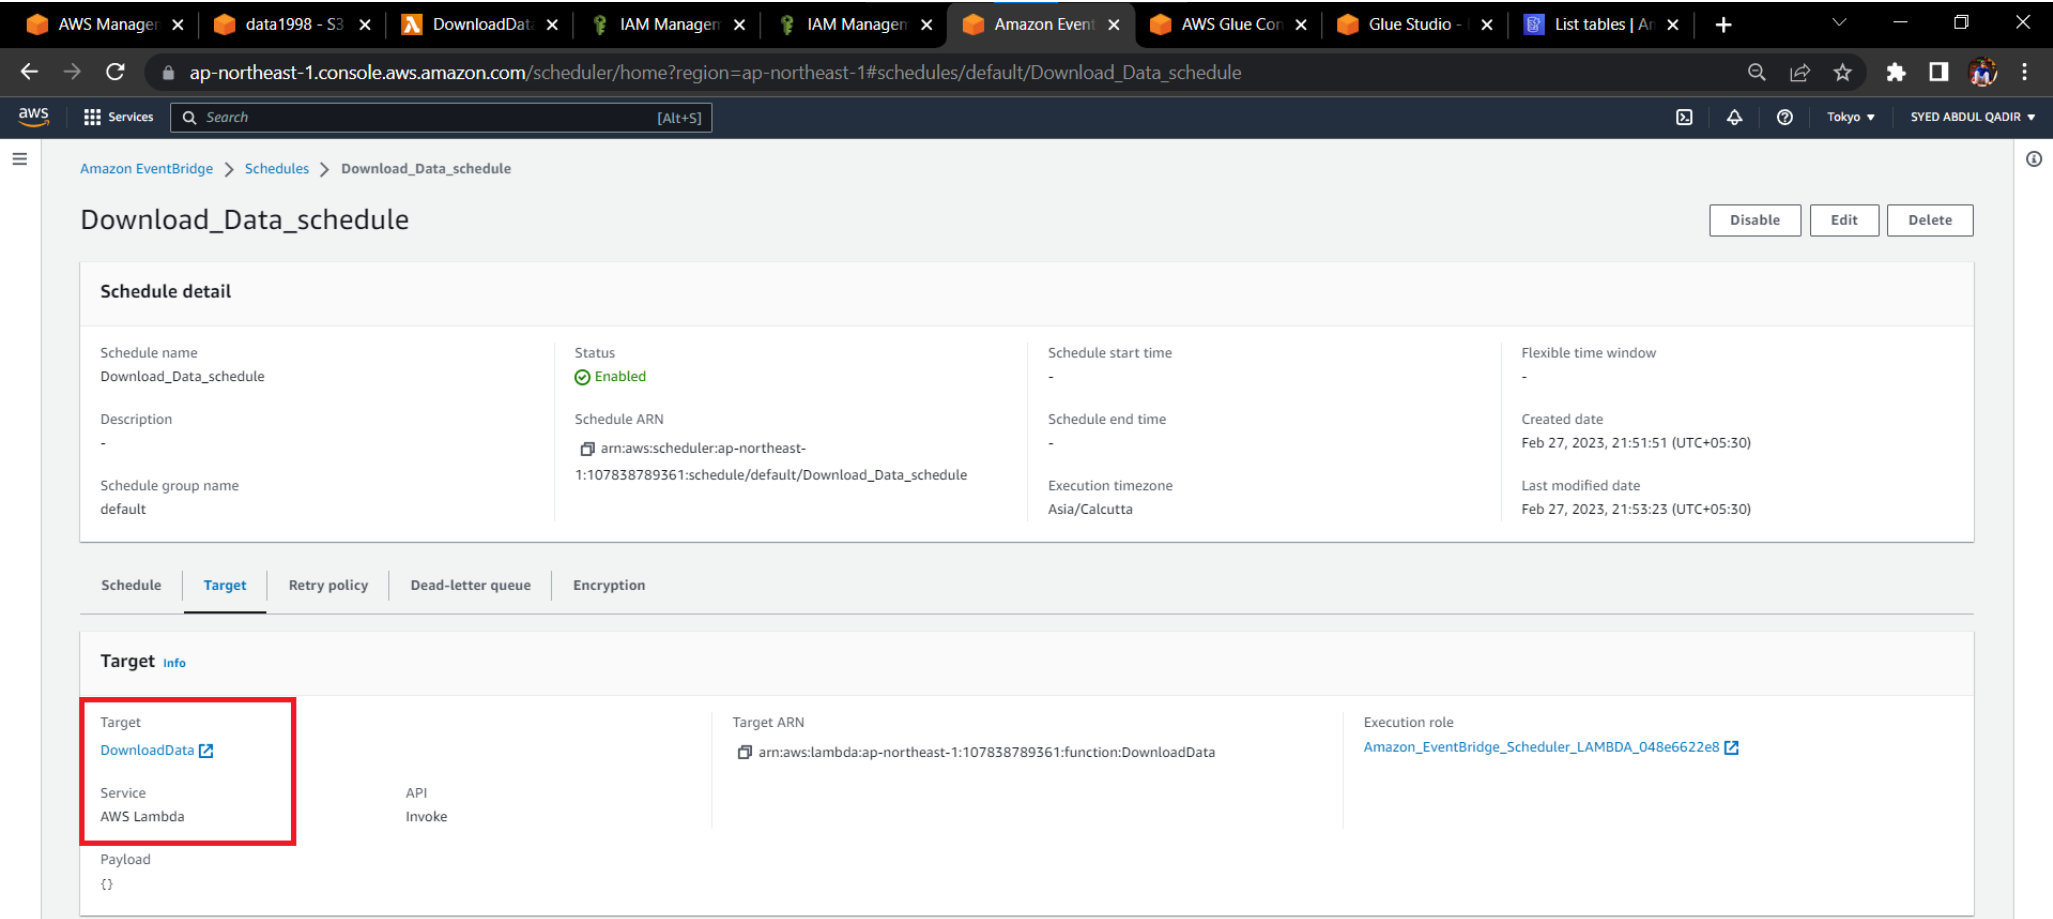 AWS Manager
data1998 - S3
DownloadData
IAM Managem
IAM Managem
Amazon Event
AWS Glue Con
Glue Studio -
List tables | Am
ap-northeast-1.console.aws.amazon.com/scheduler/home?region=ap-northeast-1#schedules/default/Download_Data_schedule
aws
Services
Search
[Alt+S]
Tokyo
SYED ABDUL QADIR
Amazon EventBridge
Schedules
Download_Data_schedule
Download_Data_schedule
Disable
Edit
Delete
Schedule detail
Schedule name
Download_Data_schedule
Description
-
Schedule group name
default
Status
Enabled
Schedule ARN
arn:aws:scheduler:ap-northeast-
1:107838789361:schedule/default/Download_Data_schedule
Schedule start time
-
Schedule end time
-
Execution timezone
Asia/Calcutta
Flexible time window
-
Created date
Feb 27, 2023, 21:51:51 (UTC+05:30)
Last modified date
Feb 27, 2023, 21:53:23 (UTC+05:30)
Schedule
Target
Retry policy
Dead-letter queue
Encryption
Target Info
Target
DownloadData
Service
AWS Lambda
API
Invoke
Payload
{}
Target ARN
arn:aws:lambda:ap-northeast-1:107838789361:function:DownloadData
Execution role
Amazon_EventBridge_Scheduler_LAMBDA_048e6622e8